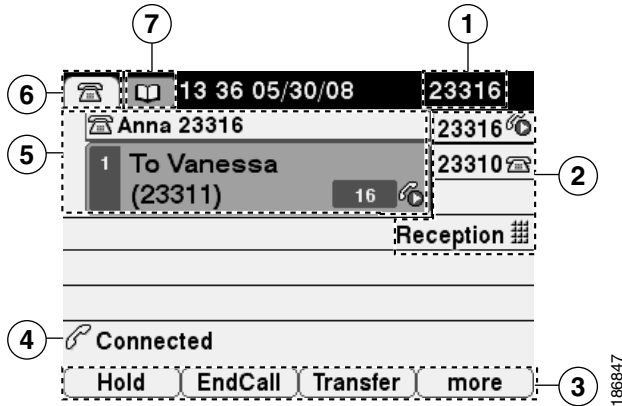 7
1
6
13 36 05/30/08
23316
Anna 23316
23316
5
1 To Vanessa
23310
2
(23311)
16
Reception
4
Connected
Hold
EndCall
Transfer
more
3
186847